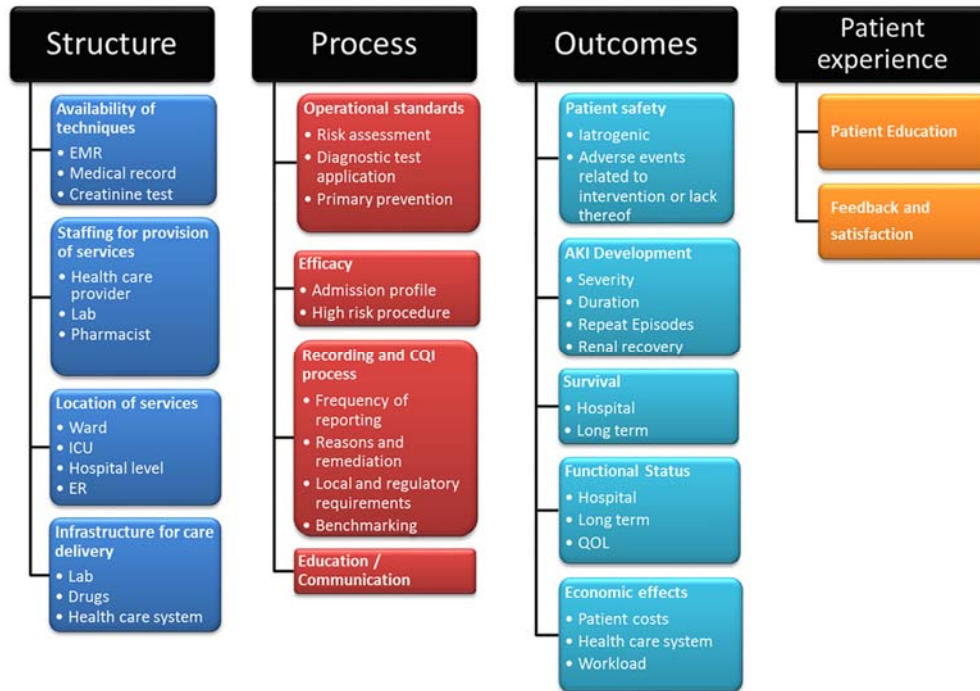 Structure
Availability of
techniques
• EMR
• Medical record
• Creatinine test
Staffing for provision
of services
• Health care
provider
• Lab
• Pharmacist
Location of services
• Ward
• ICU
• Hospital level
• ER
Infrastructure for care
delivery
• Lab
• Drugs
• Health care system
Process
Operational standards
• Risk assessment
• Diagnostic test
application
• Primary prevention
Efficacy
• Admission profile
• High risk procedure
Recording and CQI
process
• Frequency of
reporting
• Reasons and
remediation
• Local and regulatory
requirements
• Benchmarking
Education /
Communication
Outcomes
Patient safety
• Iatrogenic
• Adverse events
related to
intervention or lack
thereof
AKI Development
• Severity
• Duration
• Repeat Episodes
• Renal recovery
Survival
• Hospital
• Long term
Functional Status
• Hospital
• Long term
• QOL
Economic effects
• Patient costs
• Health care system
• Workload
Patient
experience
Patient Education
Feedback and
satisfaction